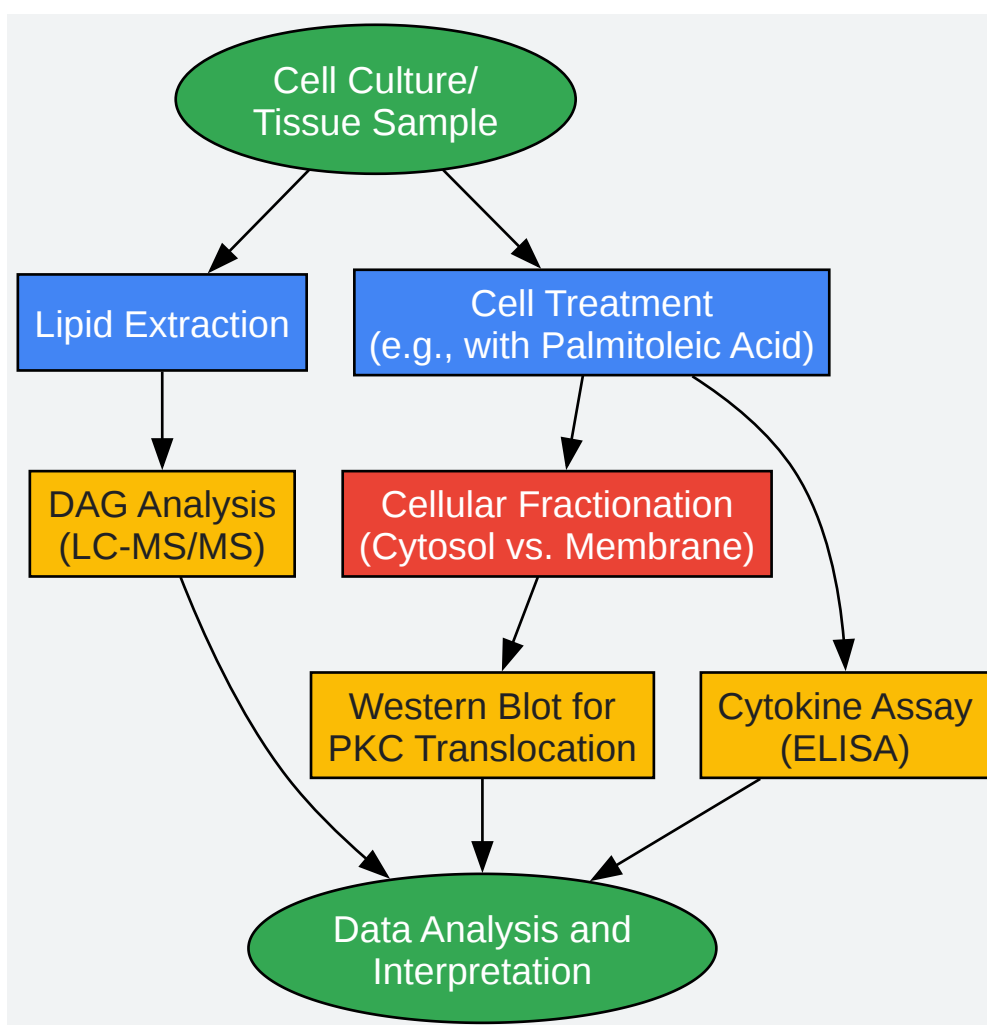 Cell Culture/
Tissue Sample
Lipid Extraction
Cell Treatment
(e.g., with Palmitoleic Acid)
DAG Analysis
(LC-MS/MS)
Cellular Fractionation
(Cytosol vs. Membrane)
Western Blot for
PKC Translocation
Cytokine Assay
(ELISA)
Data Analysis and
Interpretation